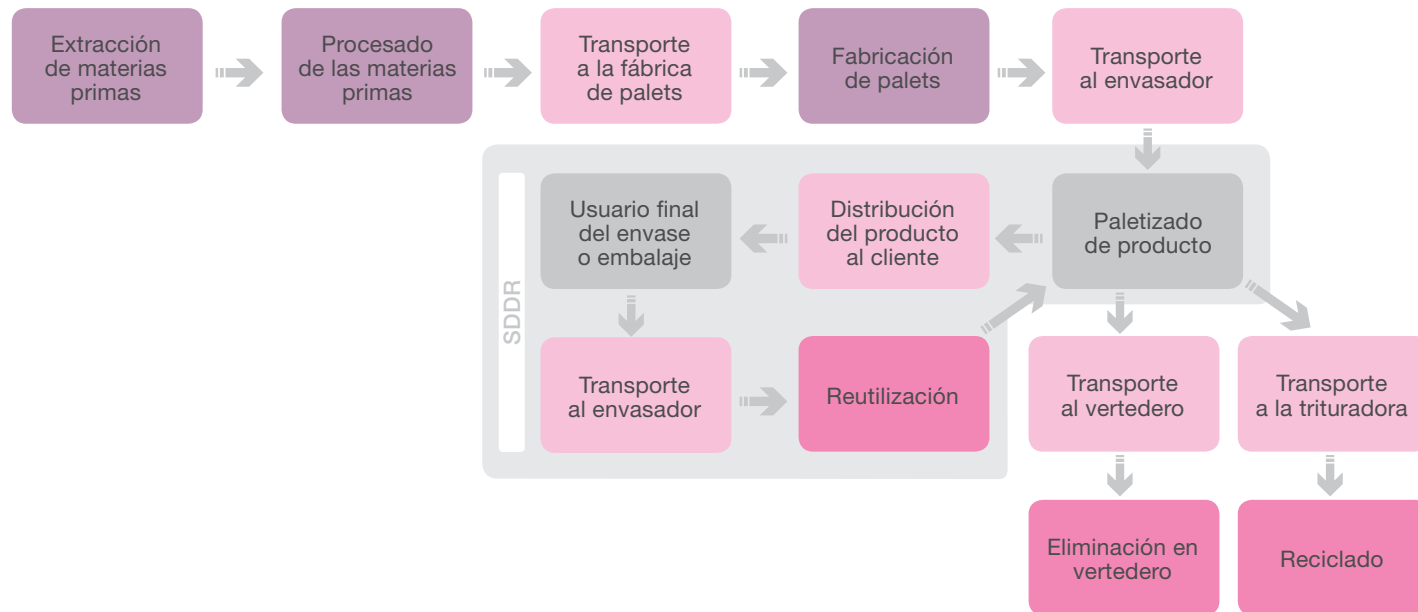 Extracción
de materias
primas
Procesado
de las materias
primas
Transporte
a la fábrica
de palets
Fabricación
de palets
Transporte
al envasador
SDDR
Usuario final
del envase
o embalaje
Distribución
del producto
al cliente
Paletizado
de producto
Transporte
al envasador
Reutilización
Transporte
al vertedero
Transporte
a la trituradora
Eliminación en
vertedero
Reciclado